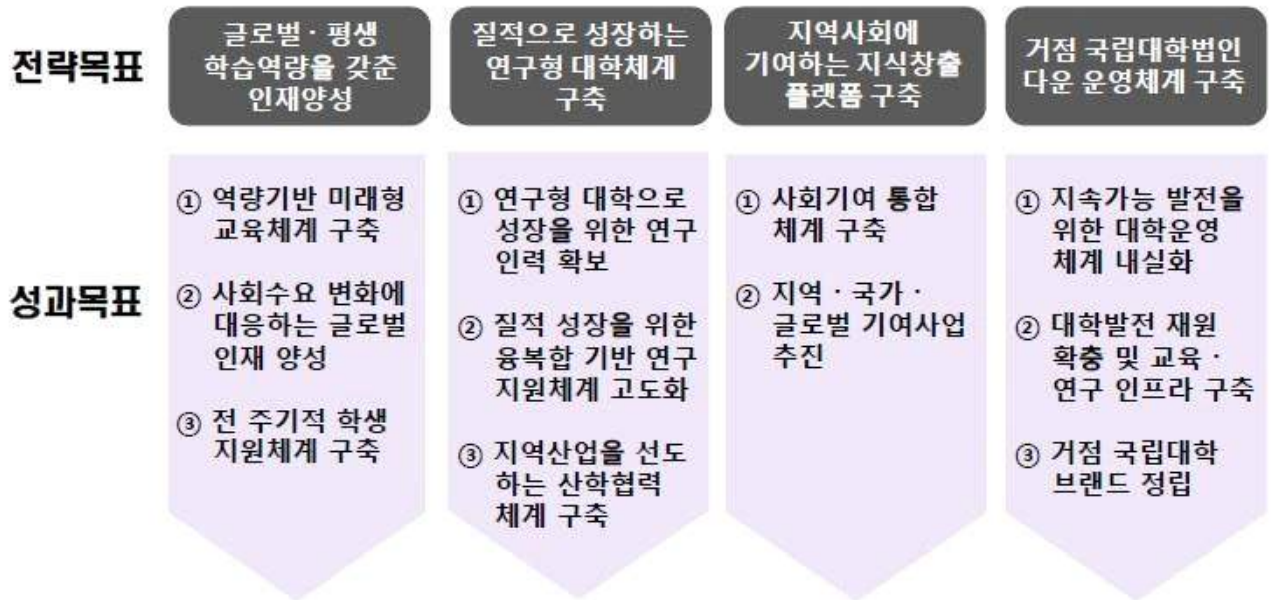 전략목표
글로벌 · 평생
학습역량을 갖춘
인재양성
질적으로 성장하는
연구형 대학체계
구축
지역사회에
기여하는 지식창출
플랫폼 구축
거점 국립대학법인
다운 운영체계 구축
성과목표
① 역량기반 미래형
교육체계 구축
② 사회수요 변화에
대응하는 글로벌
인재 양성
③ 전 주기적 학생
지원체계 구축
① 연구형 대학으로
성장을 위한 연구
인력 확보
② 질적 성장을 위한
융복합 기반 연구
지원체계 고도화
③ 지역산업을 선도
하는 산학협력
체계 구축
① 사회기여 통합
체계 구축
② 지역 · 국가 ·
글로벌 기여사업
추진
① 지속가능 발전을
위한 대학운영
체계 내실화
② 대학발전 재원
확충 및 교육 ·
연구 인프라 구축
③ 거점 국립대학
브랜드 정립